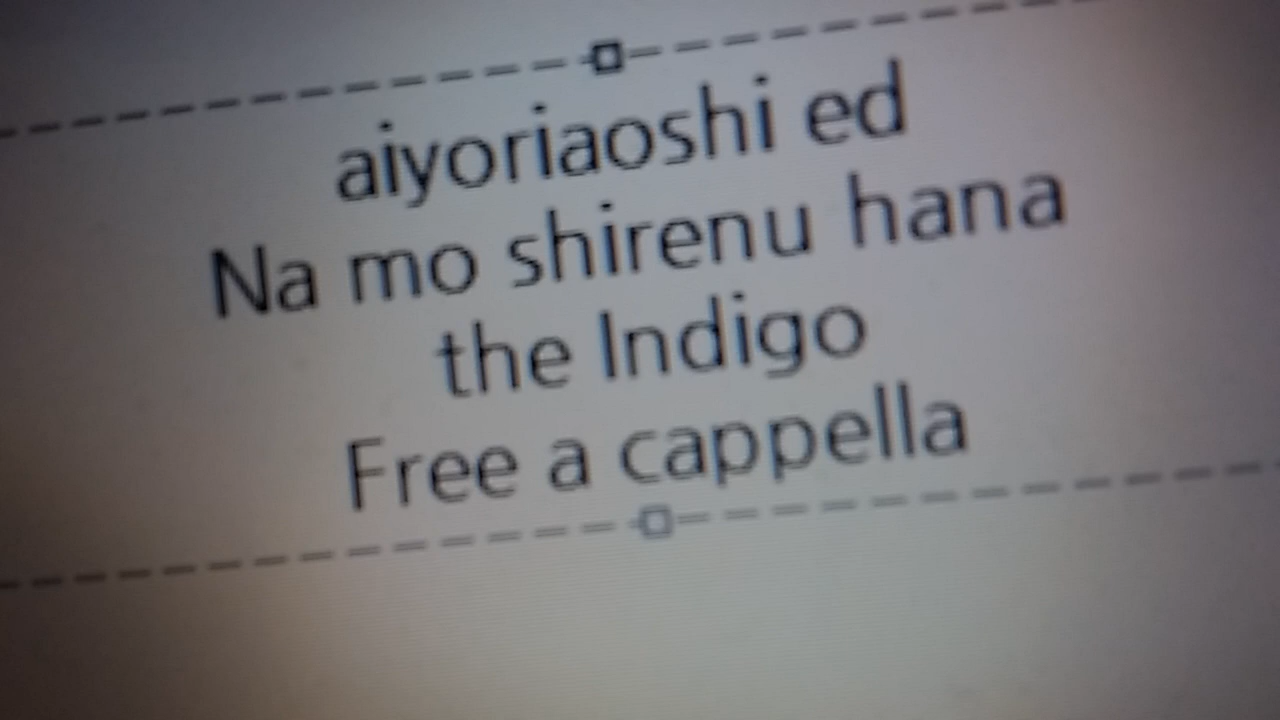 aiyoriaoshi ed
Na mo shirenu hana
the Indigo
Free a cappella